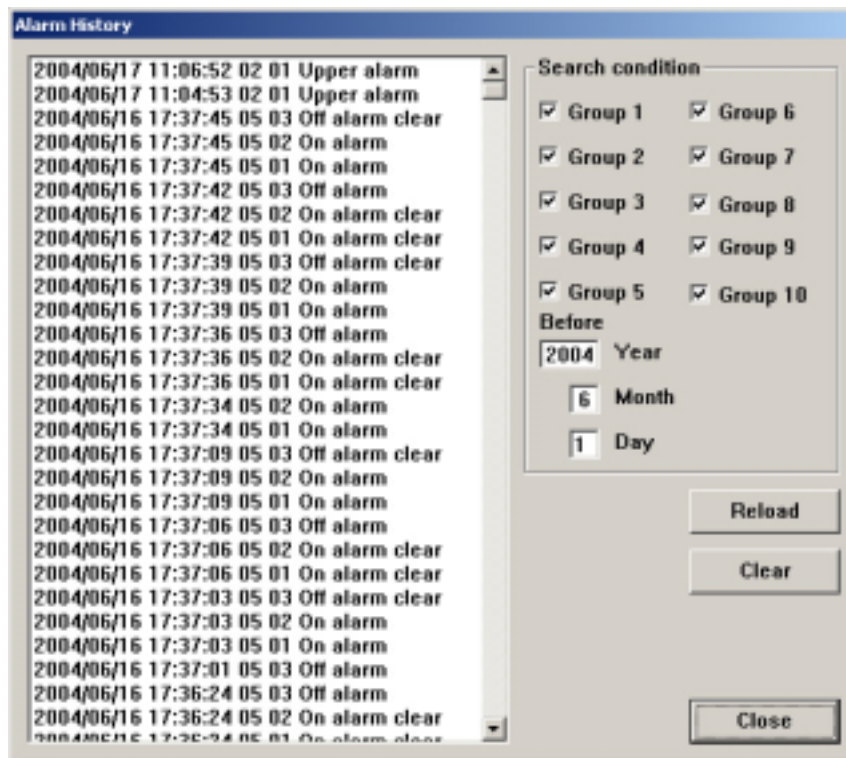 Alarm History
2004/06/17 11:06:52 02 01 Upper alarm
2004/06/17 11:04:53 02 01 Upper alarm
2004/06/16 17:37:45 05 03 Off alarm clear
2004/06/16 17:37:45 05 02 On alarm
2004/06/16 17:37:45 05 01 On alarm
2004/06/16 17:37:42 05 03 Off alarm
2004/06/16 17:37:42 05 02 On alarm clear
2004/06/16 17:37:42 05 01 On alarm clear
2004/06/16 17:37:39 05 03 Off alarm clear
2004/06/16 17:37:39 05 02 On alarm
2004/06/16 17:37:39 05 01 On alarm
2004/06/16 17:37:36 05 03 Off alarm
2004/06/16 17:37:36 05 02 On alarm clear
2004/06/16 17:37:36 05 01 On alarm clear
2004/06/16 17:37:34 05 02 On alarm
2004/06/16 17:37:34 05 01 On alarm
2004/06/16 17:37:09 05 03 Off alarm clear
2004/06/16 17:37:09 05 02 On alarm
2004/06/16 17:37:09 05 01 On alarm
2004/06/16 17:37:06 05 03 Off alarm
2004/06/16 17:37:06 05 02 On alarm clear
2004/06/16 17:37:06 05 01 On alarm clear
2004/06/16 17:37:03 05 03 Off alarm clear
2004/06/16 17:37:03 05 02 On alarm
2004/06/16 17:37:03 05 01 On alarm
2004/06/16 17:37:01 05 03 Off alarm
2004/06/16 17:36:24 05 03 Off alarm
2004/06/16 17:36:24 05 02 On alarm clear
2004/06/16 17:36:24 05 01 On alarm clear
Search condition
Group 1 Group 6
Group 2 Group 7
Group 3 Group 8
Group 4 Group 9
Group 5 Group 10
Before
2004 Year
6 Month
1 Day
Reload
Clear
Close